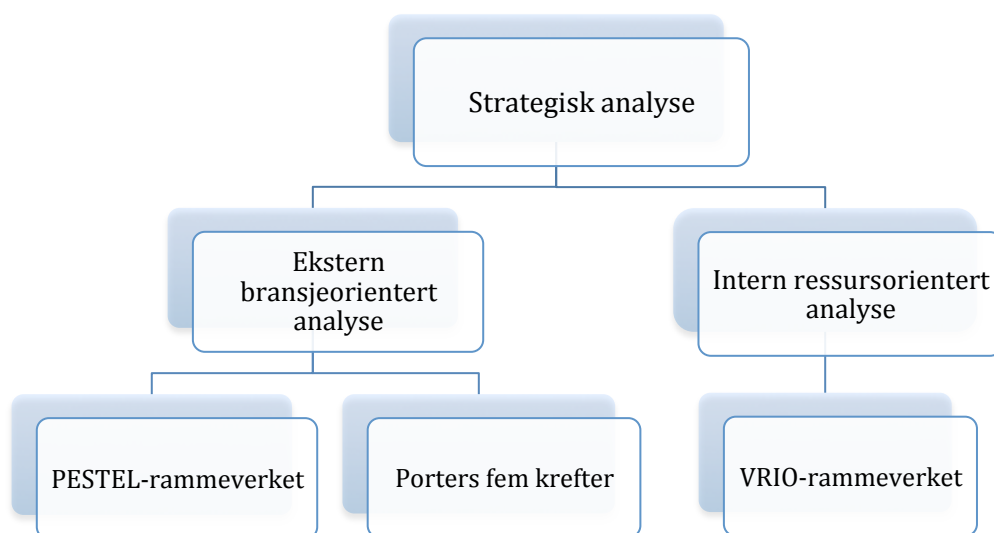 Strategisk analyse
Ekstern
bransjeorientert
analyse
Intern ressursorientert
analyse
PESTEL-rammeverket
Porters fem krefter
VRIO-rammeverket